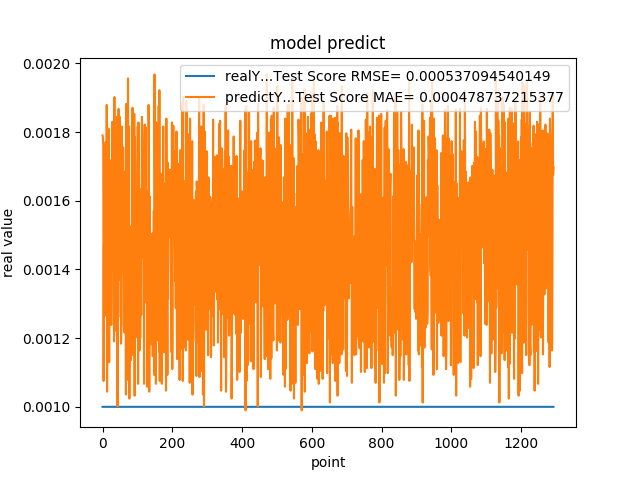 model predict
realY...Test Score RMSE= 0.000537094540149
predictY...Test Score MAE= 0.000478737215377
0.0020
0.0018
0.0016
0.0014
0.0012
0.0010
real value
0 200 400 600 800 1000 1200
point